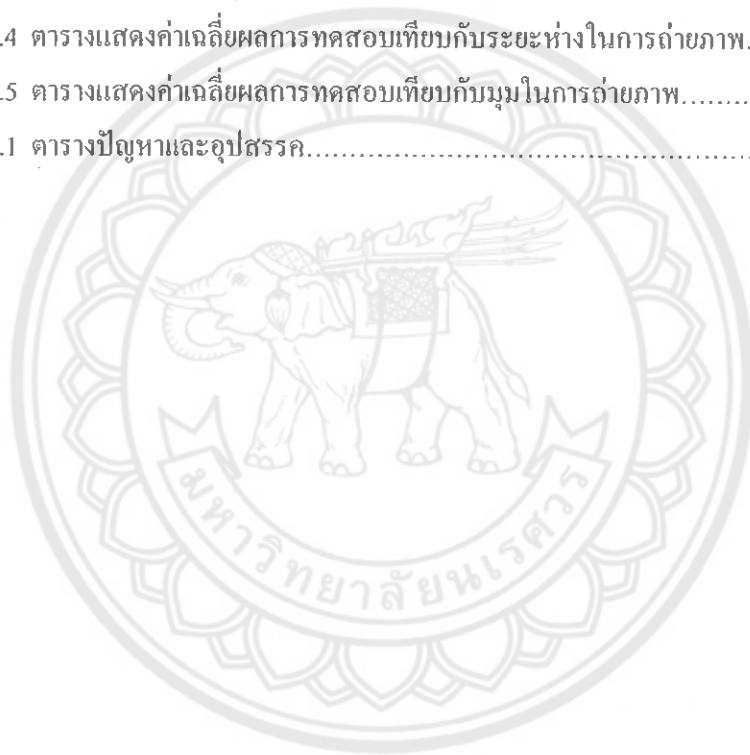 .4 ตารางแสดงค่าเฉลี่ยผลการทดสอบเทียบกับระยะห่างในการถ่ายภาพ.
.5 ตารางแสดงค่าเฉลี่ยผลการทดสอบเทียบกับมุมในการถ่ายภาพ........
.1 ตารางปัญหาและอุปสรรค......................................................
มหาวิทยาลัยนเรศวร